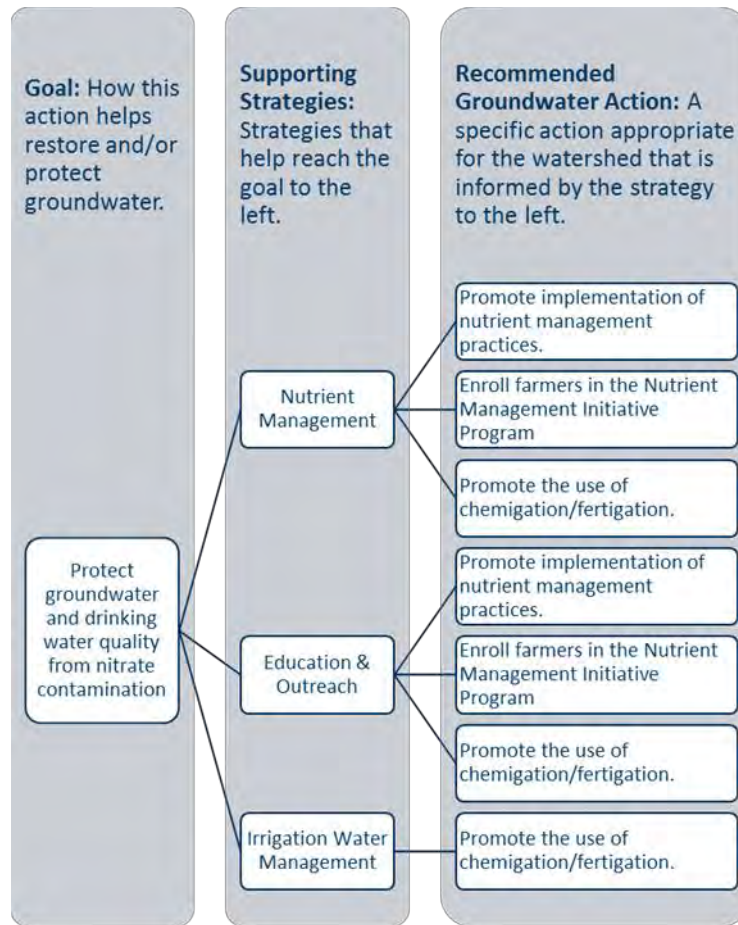 Goal: How this
action helps
restore and/or
protect
groundwater.
Supporting
Strategies:
Strategies that
help reach the
goal to the
left.
Recommended
Groundwater Action: A
specific action appropriate
for the watershed that is
informed by the strategy
to the left.
Protect
groundwater
and drinking
water quality
from nitrate
contamination
Nutrient
Management
Promote implementation of
nutrient management
practices.
Enroll farmers in the Nutrient
Management Initiative
Program
Promote the use of
chemigation/fertigation.
Education &
Outreach
Promote implementation of
nutrient management
practices.
Enroll farmers in the Nutrient
Management Initiative
Program
Promote the use of
chemigation/fertigation.
Irrigation Water
Management
Promote the use of
chemigation/fertigation.